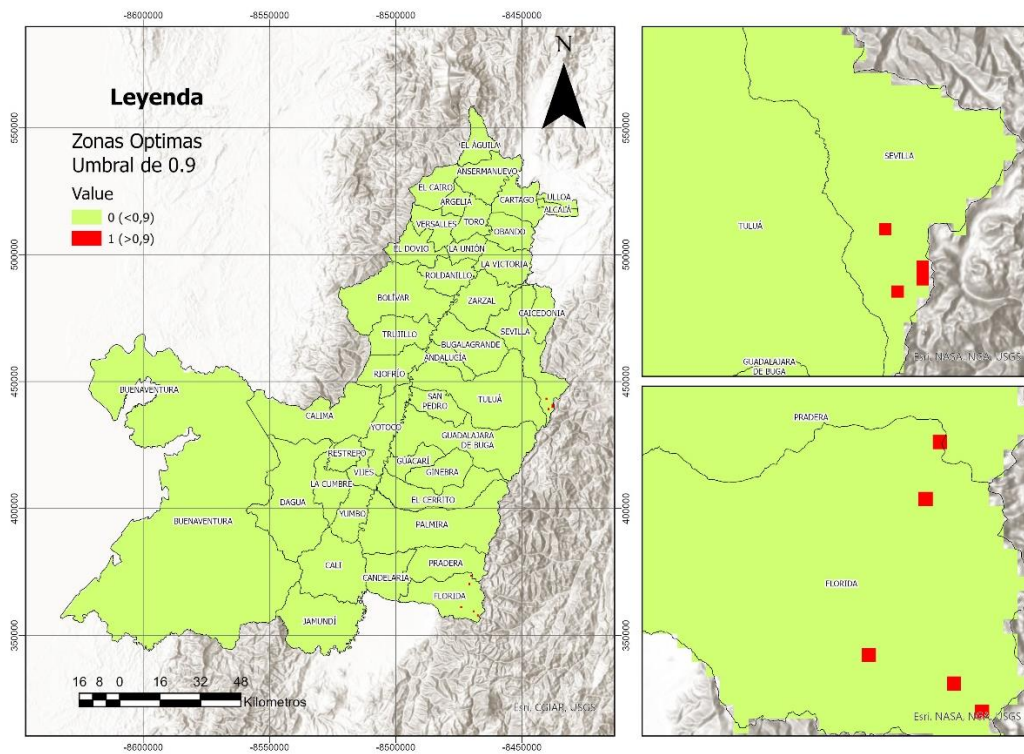 -8600000
-8550000
-8500000
-8450000
N
Leyenda
Zonas Optimas
Umbral de 0.9
Value
0 (<0,9)
1 (>0,9)
550000
550000
500000
500000
450000
450000
400000
400000
350000
350000
EL ÁGUILA
ANSERMANUEVO
EL CAIRO
ARGELIA
CARTAGO
ULLOA
ALCALÁ
VERSALLES
TORO
OBANDO
EL DOVIO
LA UNIÓN
LA VICTORIA
ROLDANILLO
BOLÍVAR
ZARZAL
CAICEDONIA
TRUJILLO
SEVILLA
BUGALAGRANDE
ANDALUCÍA
RIOFRÍO
BUENAVENTURA
SAN
PEDRO
TULUÁ
CALIMA
YOTOCO
GUADALAJARA
DE BUGA
RESTREPO
GUACARÍ
VIJES
GINEBRA
LA CUMBRE
DAGUA
EL CERRITO
YUMBO
BUENAVENTURA
PALMIRA
CALI
PRADERA
CANDELARIA
FLORIDA
JAMUNDÍ
16 8 0 16 32 48
Kilometros
Esri, CGIAR, USGS
-8600000
-8550000
-8500000
-8450000
SEVILLA
TULUÁ
GUADALAJARA
DE BUGA
Esri, NASA, NGA, USGS
PRADERA
FLORIDA
Esri, NASA, NGA, USGS